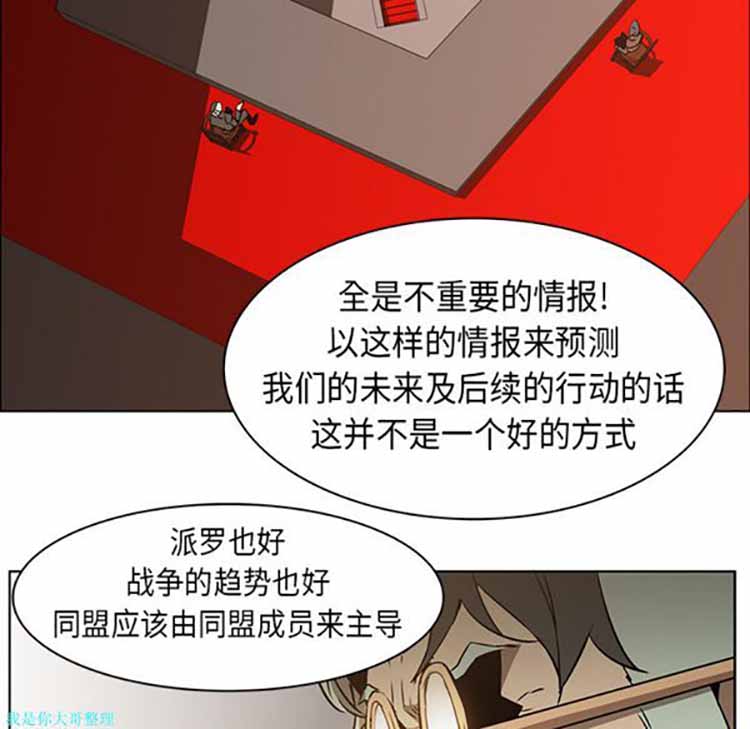 全是不重要的情报!
以这样的情报来预测
我们的未来及后续的行动的话
这并不是一个好的方式
派罗也好
战争的趋势也好
同盟应该由同盟成员来主导
我是你大哥整理